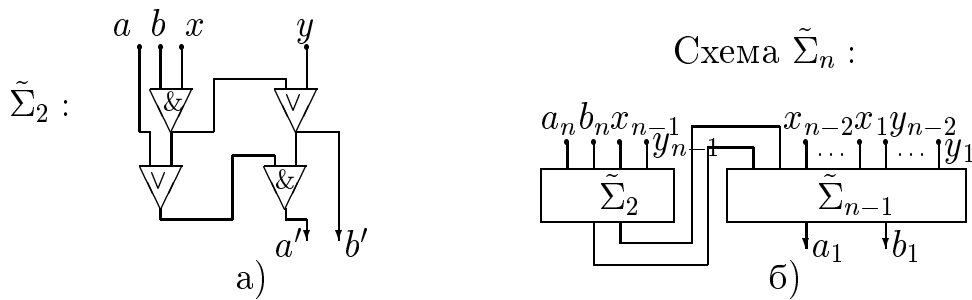 a b x y
Схема Σ̃ₙ :
Σ̃₂ :
& ∨
aₙ bₙ xₙ₋₁ yₙ₋₁ xₙ₋₂ ... x₁ yₙ₋₂ ... y₁
∨ &
Σ̃₂ Σ̃ₙ₋₁
a′ b′
a₁ b₁
а) б)